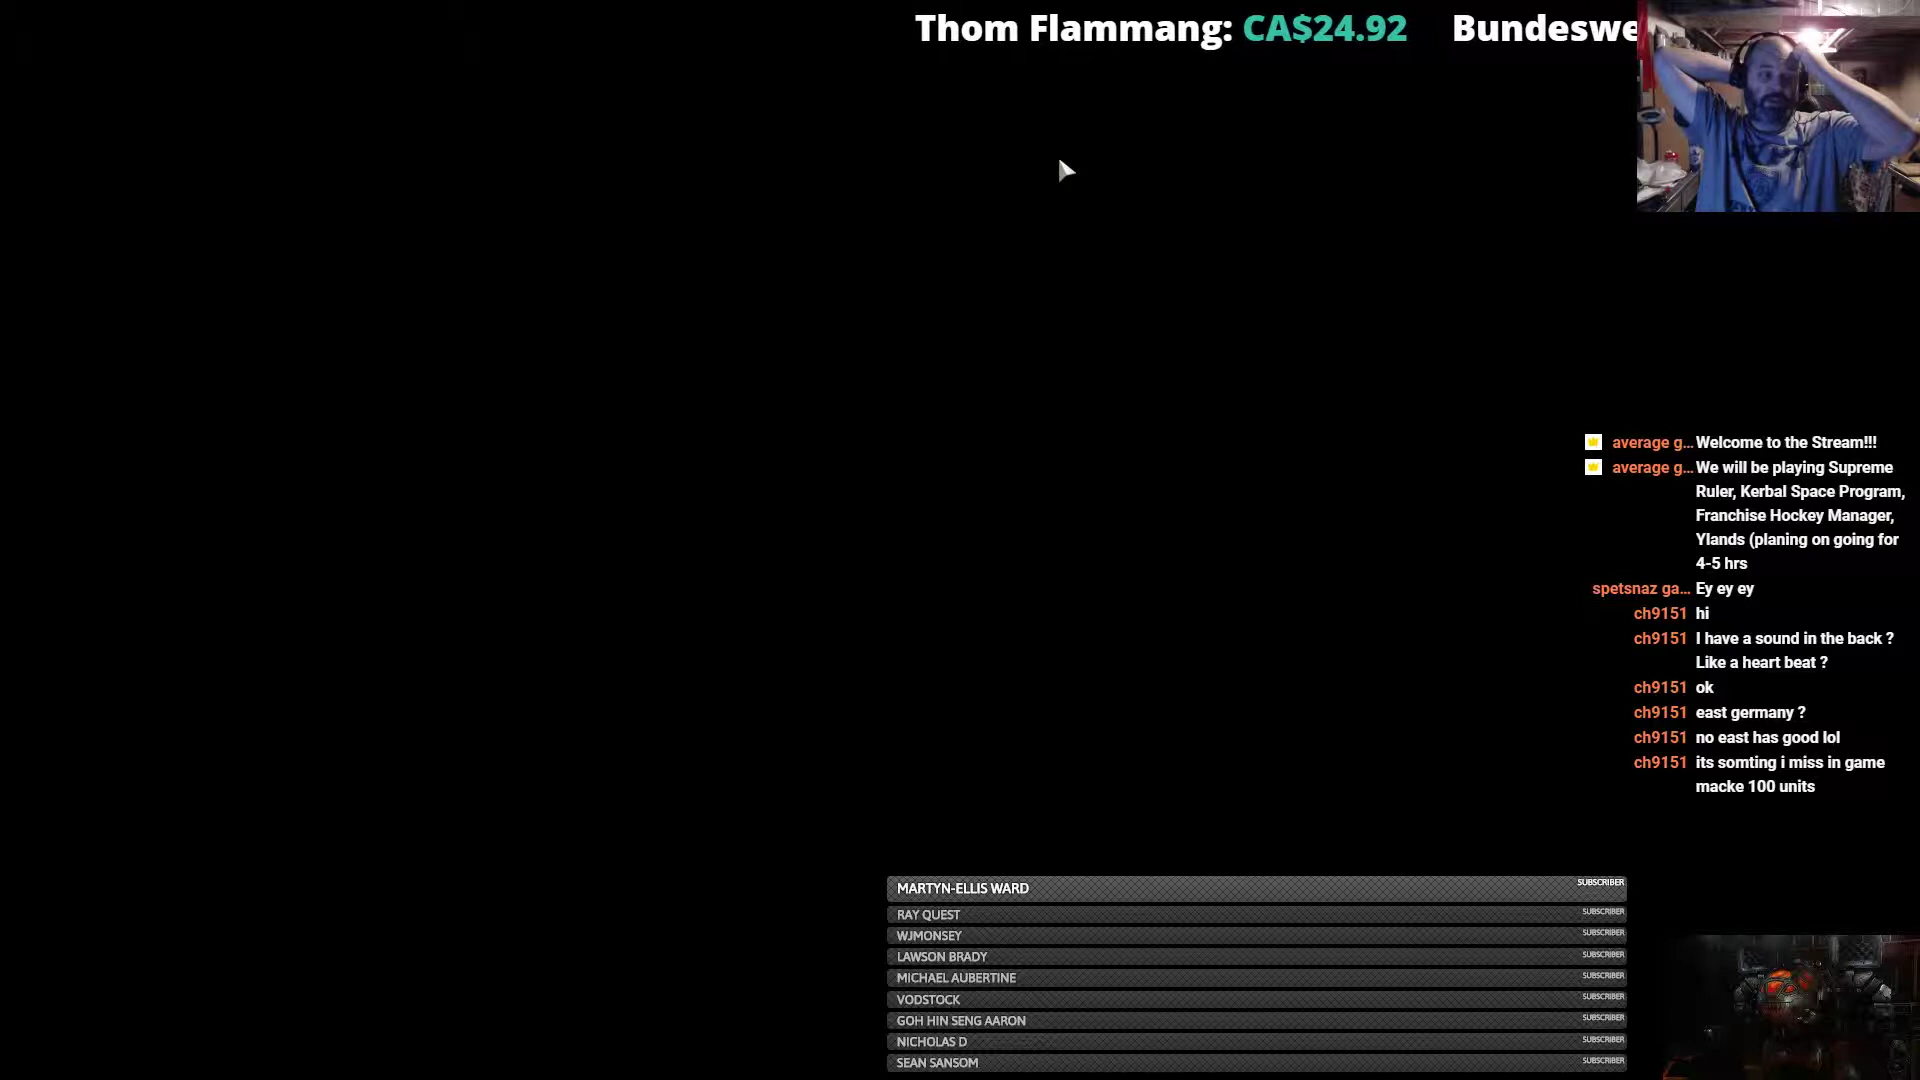 Thom Flammang: CA$24.92 Bundeswe
average g... Welcome to the Stream!!!
average g... We will be playing Supreme
Ruler, Kerbal Space Program,
Franchise Hockey Manager,
Ylands (planing on going for
4-5 hrs
spetsnaz ga... Ey ey ey
ch9151 hi
ch9151 I have a sound in the back ?
Like a heart beat ?
ch9151 ok
ch9151 east germany ?
ch9151 no east has good lol
ch9151 its somting i miss in game
macke 100 units
MARTYN-ELLIS WARD SUBSCRIBER
RAY QUEST SUBSCRIBER
WJMONSEY SUBSCRIBER
LAWSON BRADY SUBSCRIBER
MICHAEL AUBERTINE SUBSCRIBER
VODSTOCK SUBSCRIBER
GOH HIN SENG AARON SUBSCRIBER
NICHOLAS D SUBSCRIBER
SEAN SANSOM SUBSCRIBER